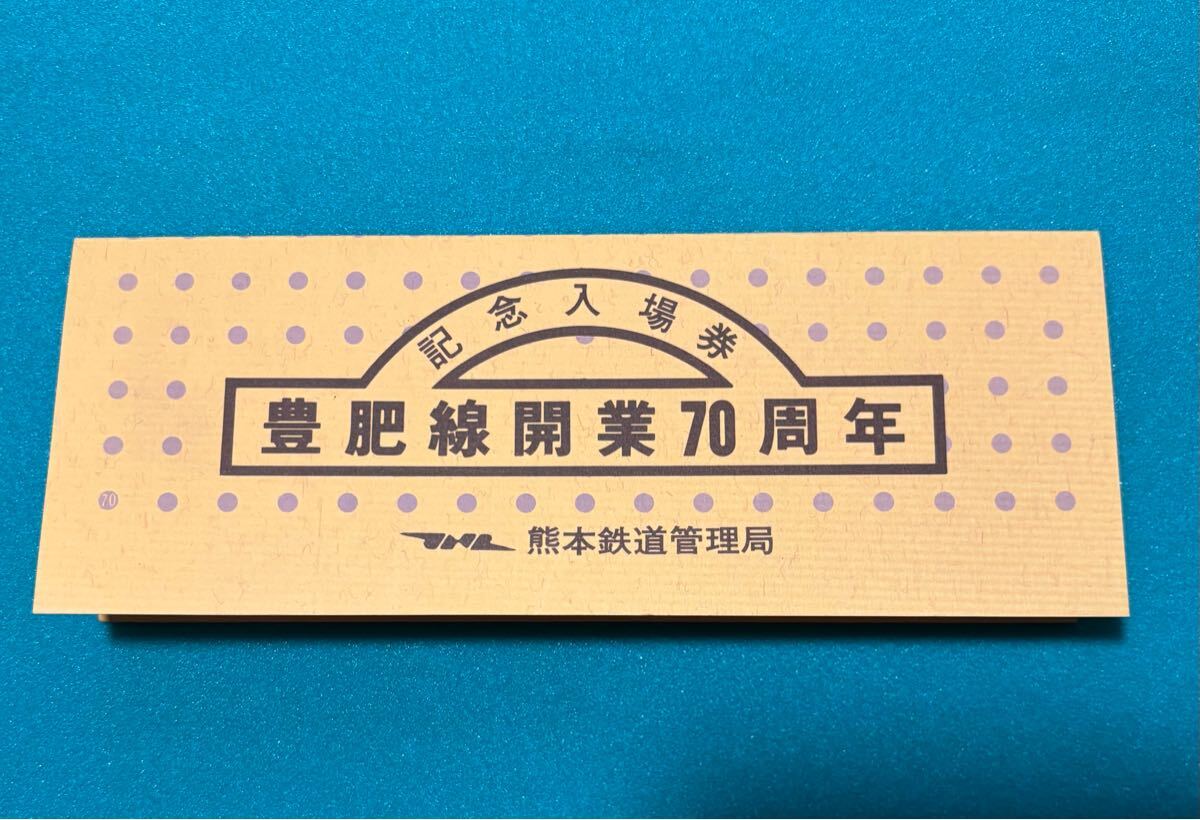 記念入場券
豊肥線開業70周年
70
JNR 熊本鉄道管理局